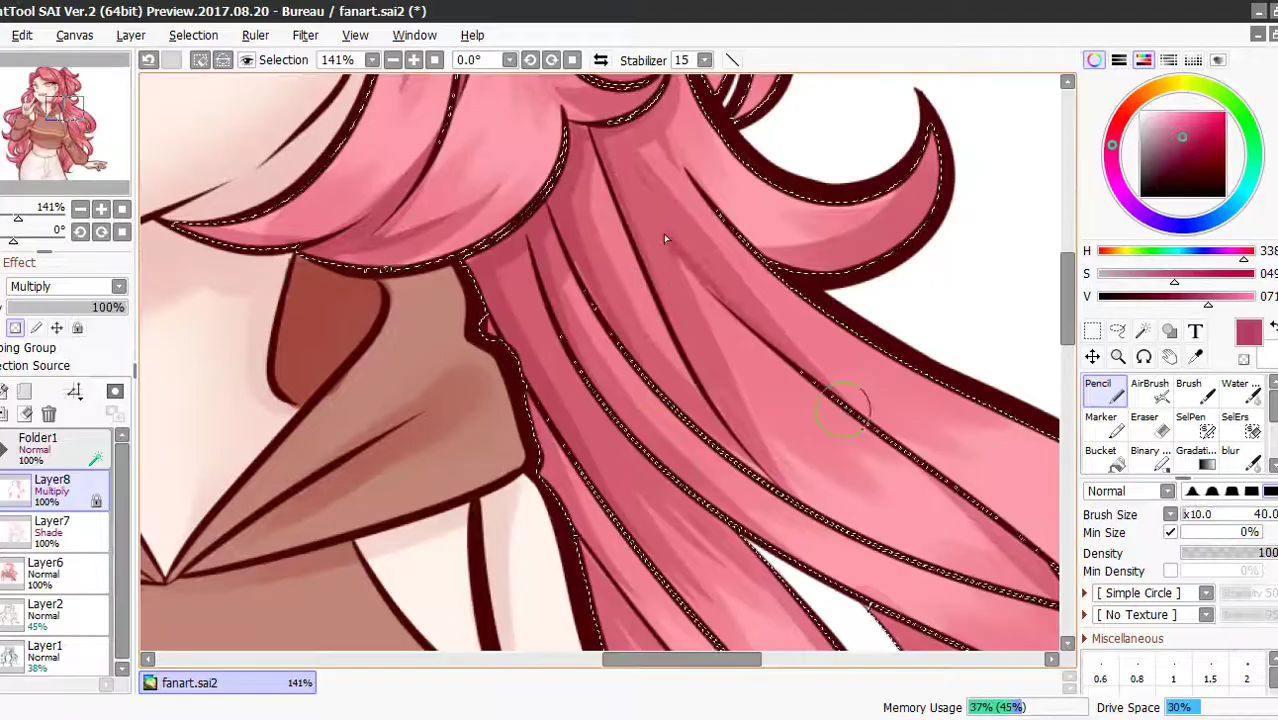 ntTool SAI Ver.2 (64bit) Preview.2017.08.20 - Bureau / fanart.sai2 (*)
Edit Canvas Layer Selection Ruler Filter View Window Help
Selection 141% 0.0° Stabilizer 15
141%
0°
Effect
Multiply
100%
ping Group
ection Source
Folder1
Normal
100%
Layer8
Multiply
100%
Layer7
Shade
100%
Layer6
Normal
100%
Layer2
Normal
45%
Layer1
Normal
38%
H 338
S 049
V 071
T
Pencil AirBrush Brush Water ...
Marker Eraser SelPen SelErs
Bucket Binary ... Gradati... blur
Normal
Brush Size x10.0 40.0
Min Size 0%
Density 100
Min Density 0%
[ Simple Circle ] 50
[ No Texture ]
Miscellaneous
0.6 0.8 1 1.5 2
fanart.sai2 141%
Memory Usage 37% (45%) Drive Space 30%